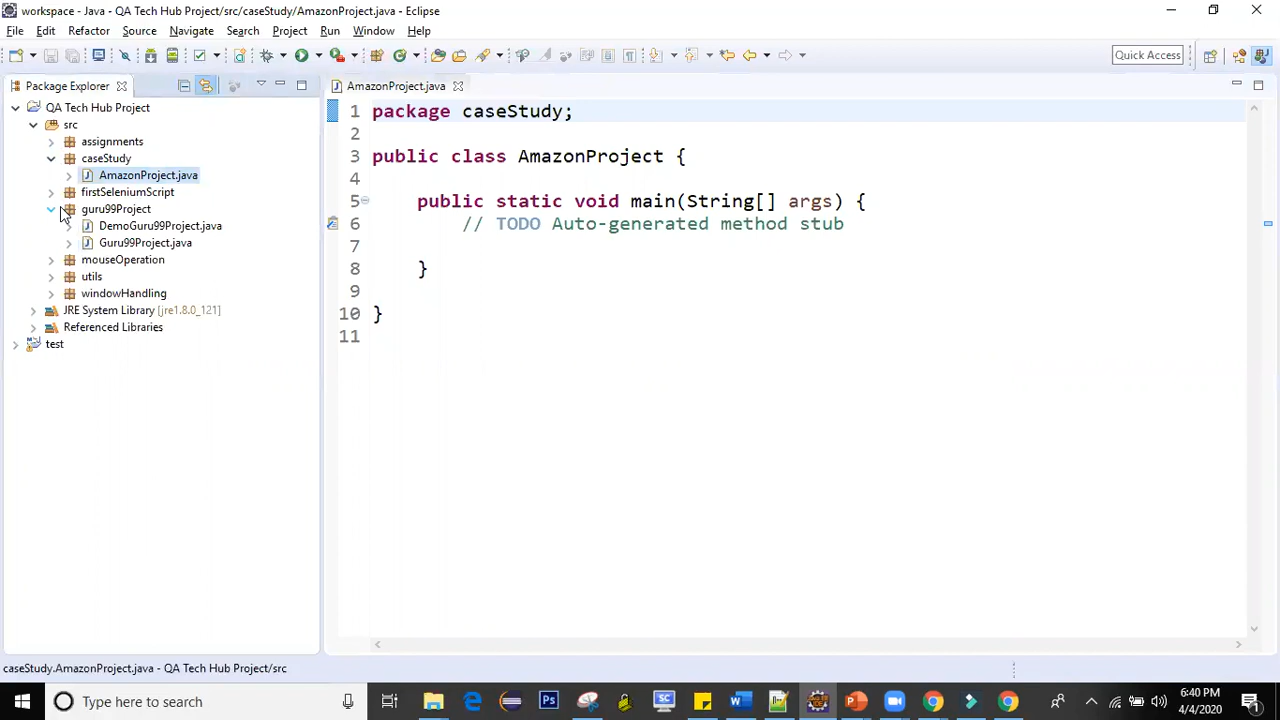 workspace - Java - QA Tech Hub Project/src/caseStudy/AmazonProject.java - Eclipse
File Edit Refactor Source Navigate Search Project Run Window Help
Quick Access
Package Explorer
AmazonProject.java
QA Tech Hub Project
src
assignments
caseStudy
AmazonProject.java
firstSeleniumScript
guru99Project
DemoGuru99Project.java
Guru99Project.java
mouseOperation
utils
windowHandling
JRE System Library [jre1.8.0_121]
Referenced Libraries
test
1 package caseStudy;
2
3 public class AmazonProject {
4
5 public static void main(String[] args) {
6 // TODO Auto-generated method stub
7
8 }
9
10 }
11
caseStudy.AmazonProject.java - QA Tech Hub Project/src
Type here to search
6:40 PM
4/4/2020